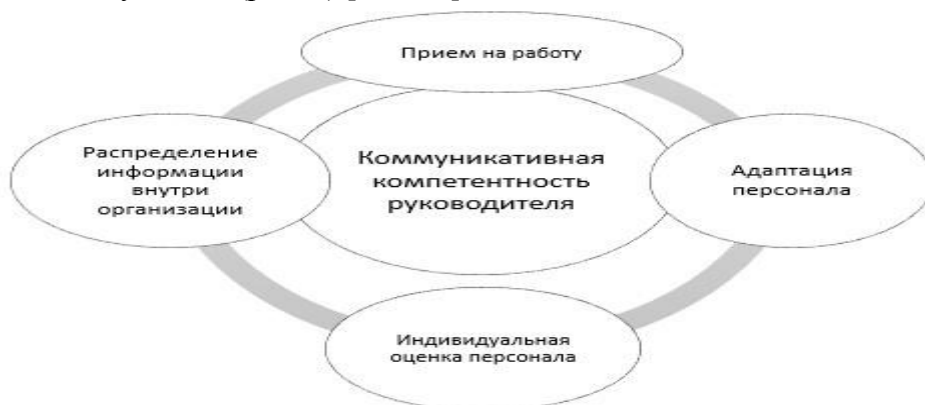 Прием на работу
Распределение
информации
внутри
организации
Коммуникативная
компетентность
руководителя
Адаптация
персонала
Индивидуальная
оценка персонала